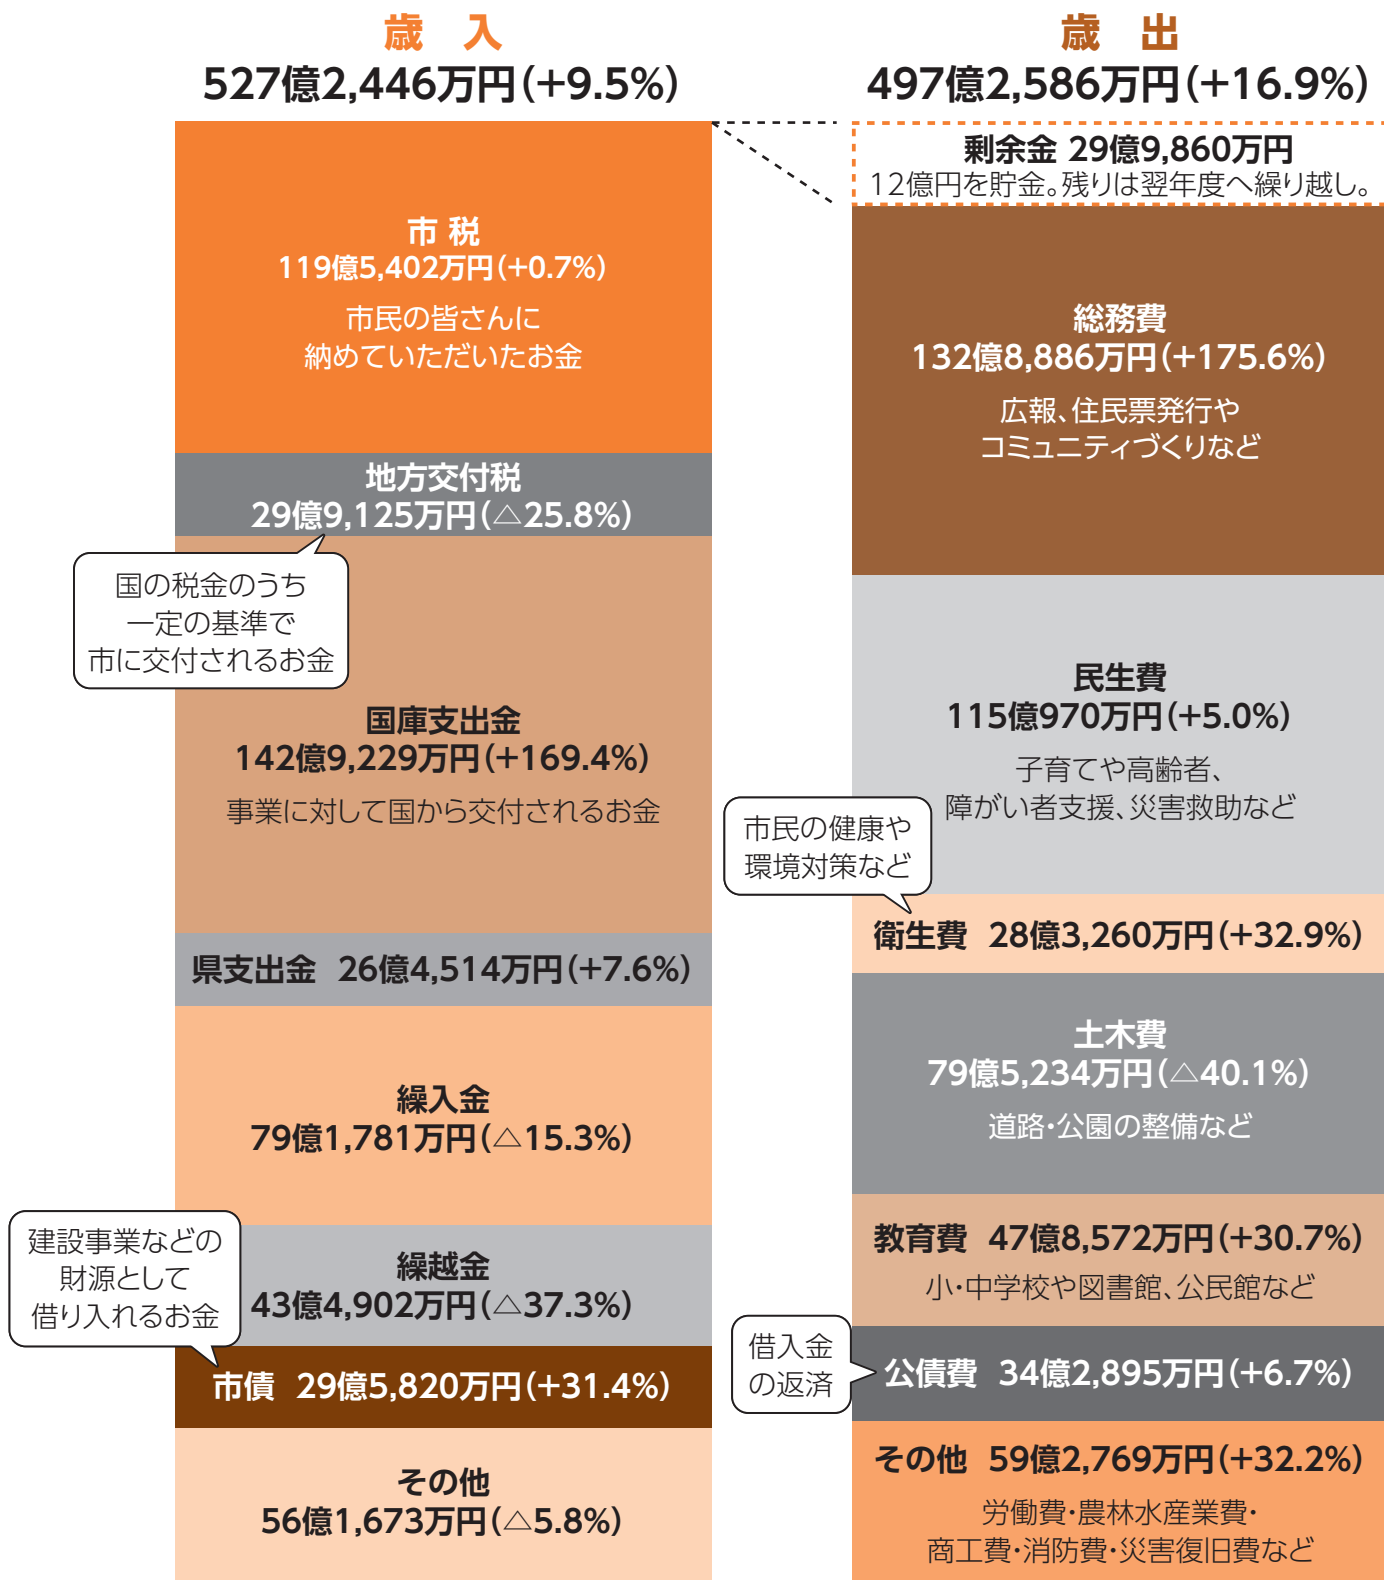 歳入
527億2,446万円(+9.5%)
市税
119億5,402万円(+0.7%)
市民の皆さんに
納めていただいたお金
地方交付税
29億9,125万円(△25.8%)
国の税金のうち
一定の基準で
市に交付されるお金
国庫支出金
142億9,229万円(+169.4%)
事業に対して国から交付されるお金
県支出金 26億4,514万円(+7.6%)
繰入金
79億1,781万円(△15.3%)
繰越金
43億4,902万円(△37.3%)
建設事業などの
財源として
借り入れるお金
市債 29億5,820万円(+31.4%)
その他
56億1,673万円(△5.8%)
歳出
497億2,586万円(+16.9%)
剰余金 29億9,860万円
12億円を貯金。残りは翌年度へ繰り越し。
総務費
132億8,886万円(+175.6%)
広報、住民票発行や
コミュニティづくりなど
民生費
115億970万円(+5.0%)
子育てや高齢者、
障がい者支援、災害救助など
市民の健康や
環境対策など
衛生費 28億3,260万円(+32.9%)
土木費
79億5,234万円(△40.1%)
道路・公園の整備など
教育費 47億8,572万円(+30.7%)
小・中学校や図書館、公民館など
借入金
の返済
公債費 34億2,895万円(+6.7%)
その他 59億2,769万円(+32.2%)
労働費・農林水産業費・
商工費・消防費・災害復旧費など